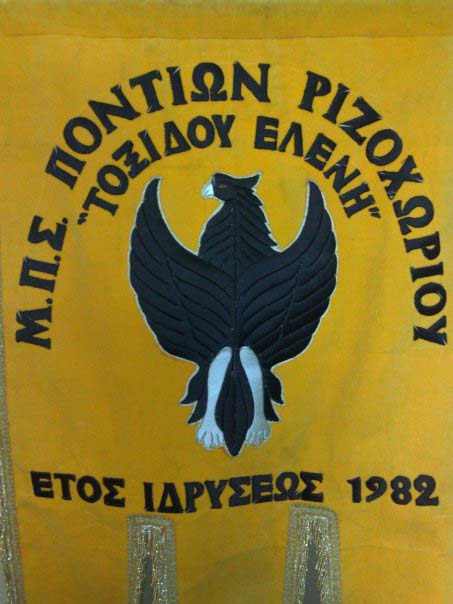 Μ.Π.Σ. ΠΟΝΤΙΩΝ ΡΙΖΟΧΩΡΙΟΥ
"ΤΟΞΙΔΟΥ ΕΛΕΝΗ"
ΕΤΟΣ ΙΔΡΥΣΕΩΣ 1982